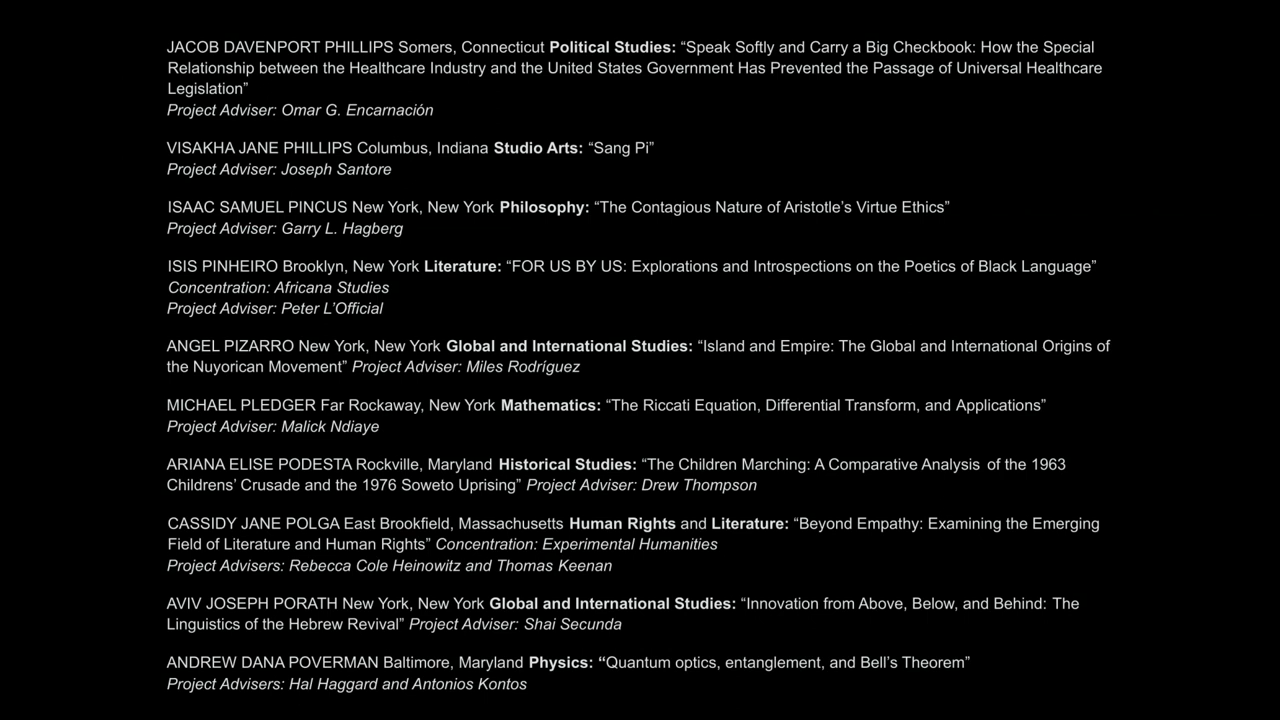 JACOB DAVENPORT PHILLIPS Somers, Connecticut Political Studies: “Speak Softly and Carry a Big Checkbook: How the Special
Relationship between the Healthcare Industry and the United States Government Has Prevented the Passage of Universal Healthcare
Legislation”
Project Adviser: Omar G. Encarnación
VISAKHA JANE PHILLIPS Columbus, Indiana Studio Arts: “Sang Pi”
Project Adviser: Joseph Santore
ISAAC SAMUEL PINCUS New York, New York Philosophy: “The Contagious Nature of Aristotle’s Virtue Ethics”
Project Adviser: Garry L. Hagberg
ISIS PINHEIRO Brooklyn, New York Literature: “FOR US BY US: Explorations and Introspections on the Poetics of Black Language”
Concentration: Africana Studies
Project Adviser: Peter L’Official
ANGEL PIZARRO New York, New York Global and International Studies: “Island and Empire: The Global and International Origins of
the Nuyorican Movement” Project Adviser: Miles Rodríguez
MICHAEL PLEDGER Far Rockaway, New York Mathematics: “The Riccati Equation, Differential Transform, and Applications”
Project Adviser: Malick Ndiaye
ARIANA ELISE PODESTA Rockville, Maryland Historical Studies: “The Children Marching: A Comparative Analysis of the 1963
Childrens’ Crusade and the 1976 Soweto Uprising” Project Adviser: Drew Thompson
CASSIDY JANE POLGA East Brookfield, Massachusetts Human Rights and Literature: “Beyond Empathy: Examining the Emerging
Field of Literature and Human Rights” Concentration: Experimental Humanities
Project Advisers: Rebecca Cole Heinowitz and Thomas Keenan
AVIV JOSEPH PORATH New York, New York Global and International Studies: “Innovation from Above, Below, and Behind: The
Linguistics of the Hebrew Revival” Project Adviser: Shai Secunda
ANDREW DANA POVERMAN Baltimore, Maryland Physics: “Quantum optics, entanglement, and Bell’s Theorem”
Project Advisers: Hal Haggard and Antonios Kontos